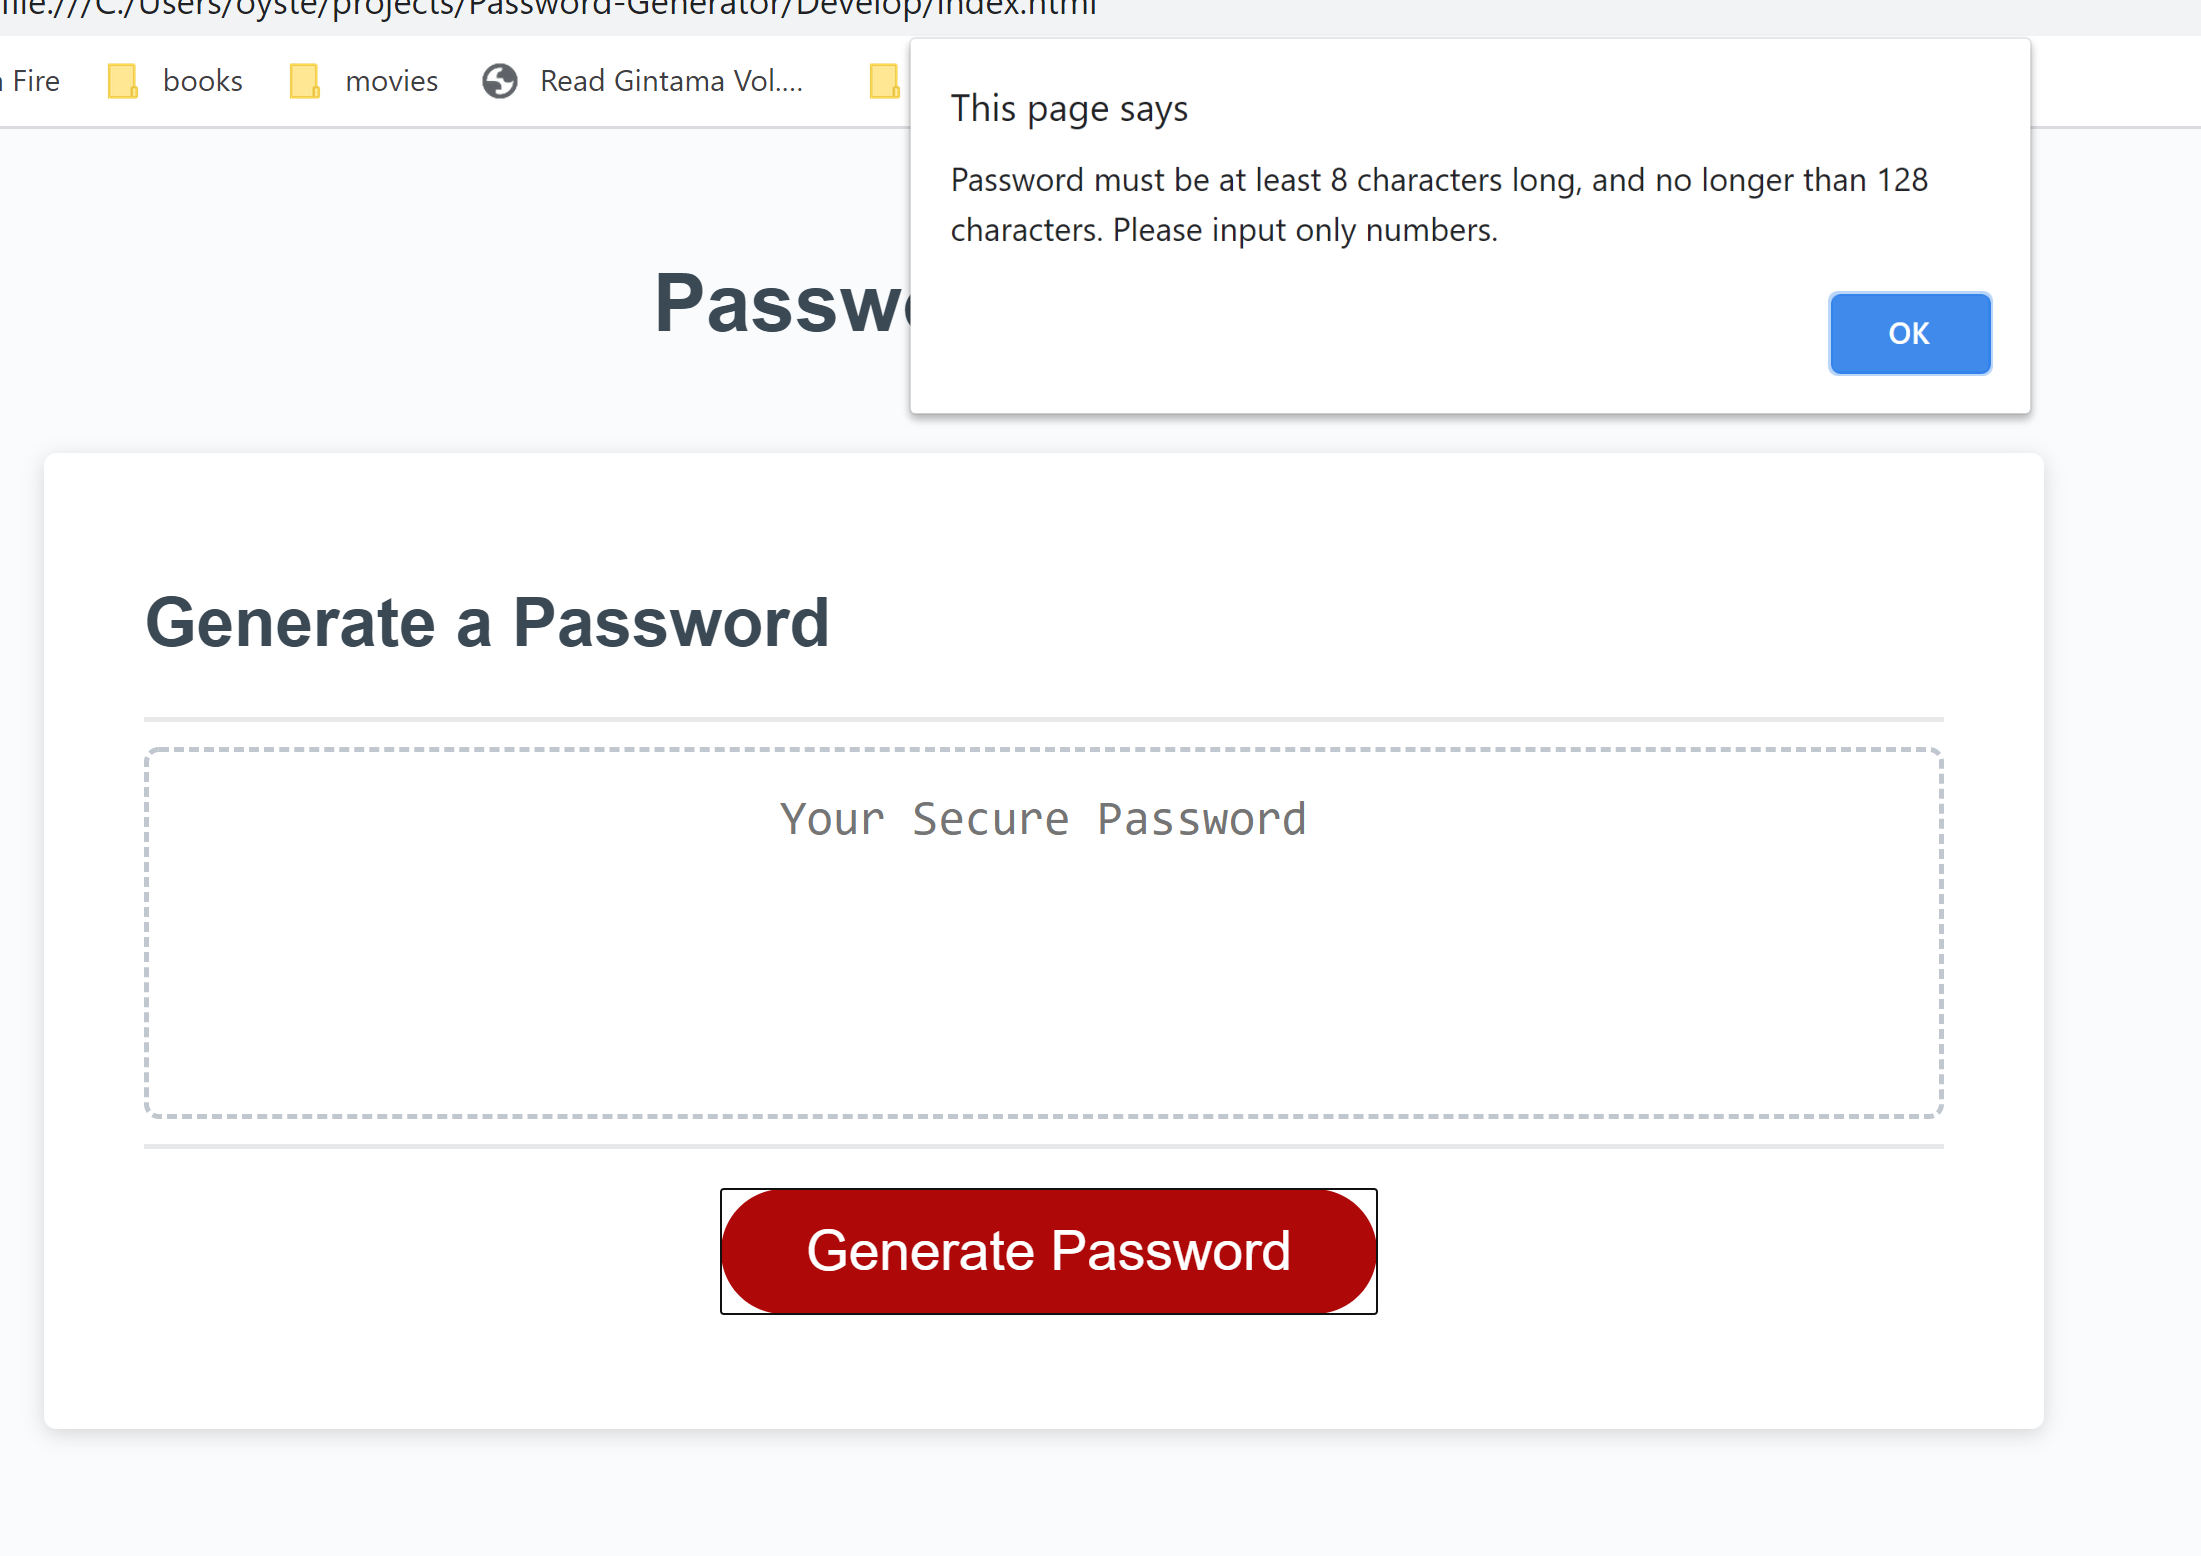 file:///C:/Users/oyste/projects/Password-Generator/Develop/index.html
Fire
books
movies
Read Gintama Vol....
This page says
Password must be at least 8 characters long, and no longer than 128
characters. Please input only numbers.
OK
Passw
Generate a Password
Your Secure Password
Generate Password